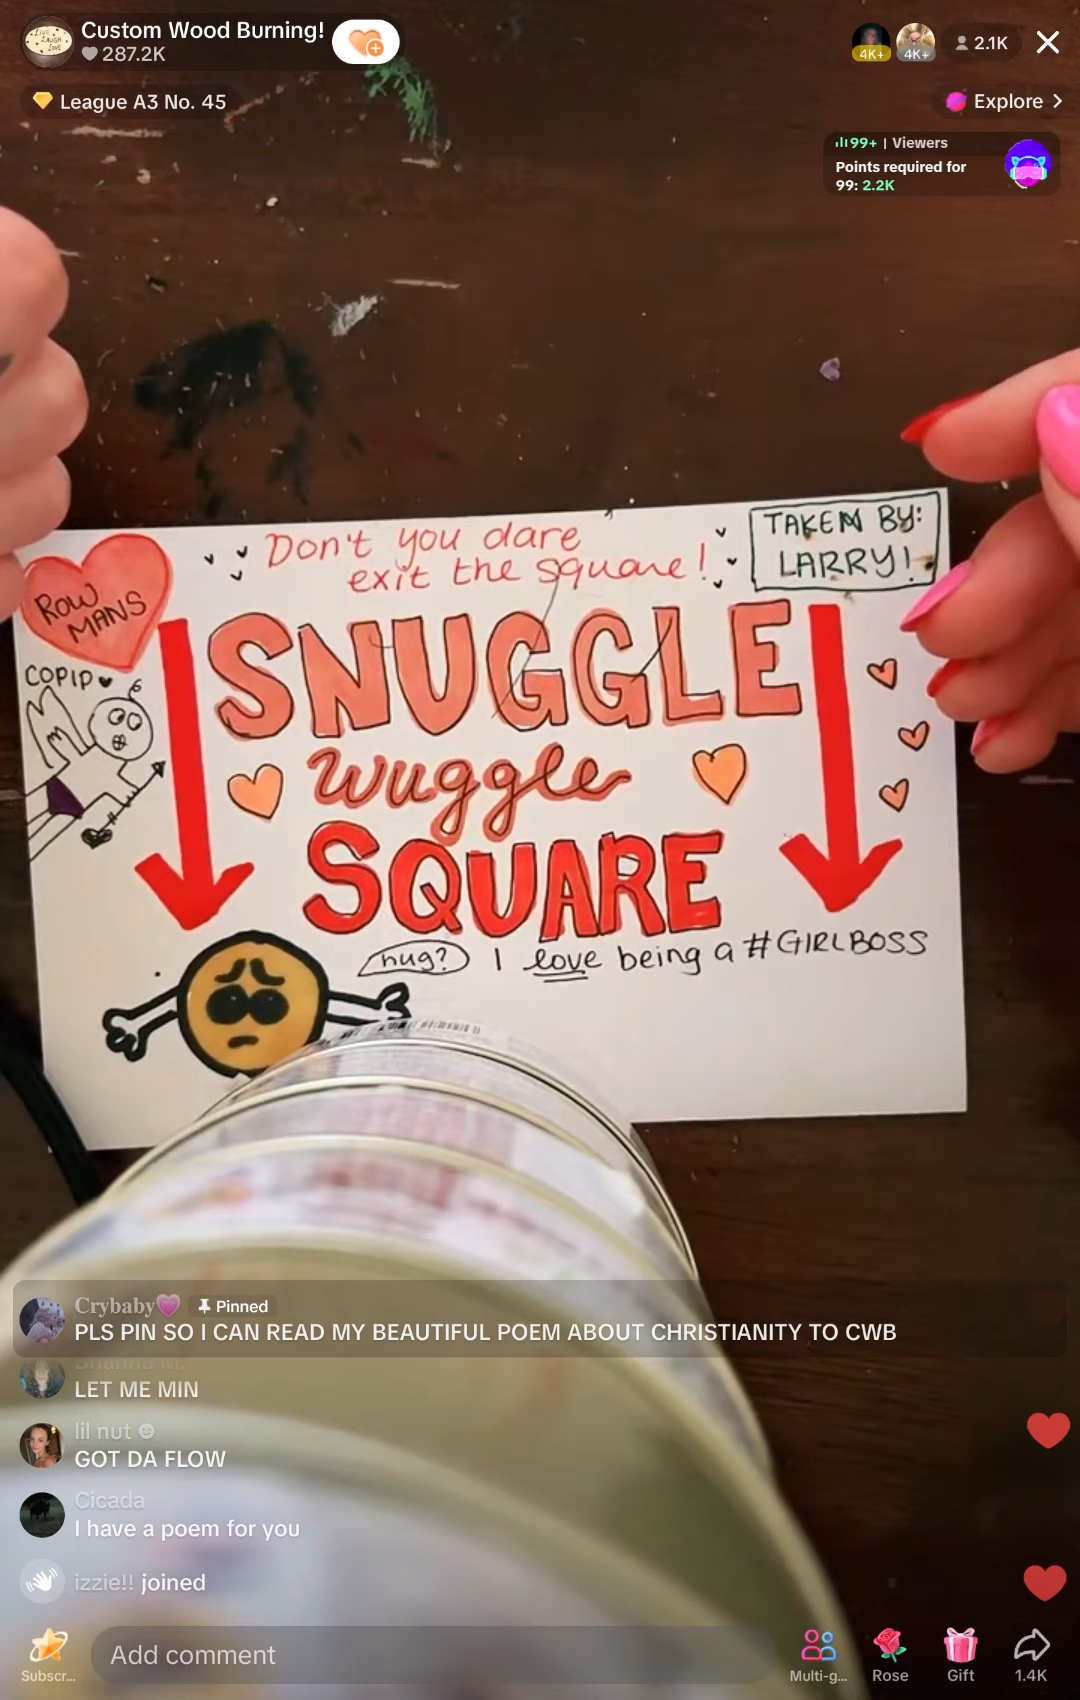 Custom Wood Burning!
287.2K
4K+
4K+
2.1K
League A3 No. 45
Explore
99+ | Viewers
Points required for
99: 2.2K
Don't you dare
exit the square!
TAKEN BY:
LARRY!
ROW
MANS
COPIP
SNUGGLE
wuggle
SQUARE
hug?
I love being a #GIRLBOSS
Crybaby Pinned
PLS PIN SO I CAN READ MY BEAUTIFUL POEM ABOUT CHRISTIANITY TO CWB
Brianna M.
LET ME MIN
lil nut
GOT DA FLOW
Cicada
I have a poem for you
izzie!! joined
Subscr...
Add comment
Multi-g...
Rose
Gift
1.4K